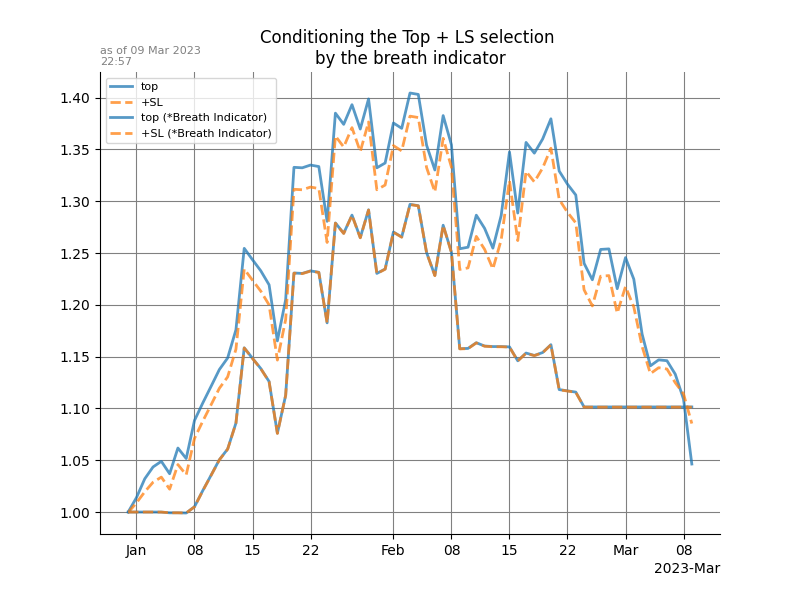 Conditioning the Top + LS selection
by the breath indicator
as of 09 Mar 2023
22:57
top
+SL
top (*Breath Indicator)
+SL (*Breath Indicator)
1.40
1.35
1.30
1.25
1.20
1.15
1.10
1.05
1.00
Jan 08 15 22 Feb 08 15 22 Mar 08
2023-Mar